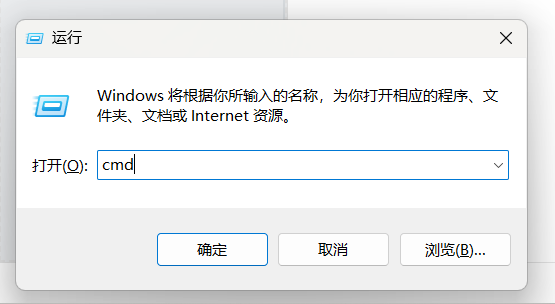 运行
Windows 将根据你所输入的名称，为你打开相应的程序、文
件夹、文档或 Internet 资源。
打开(O): cmd
确定 取消 浏览(B)...